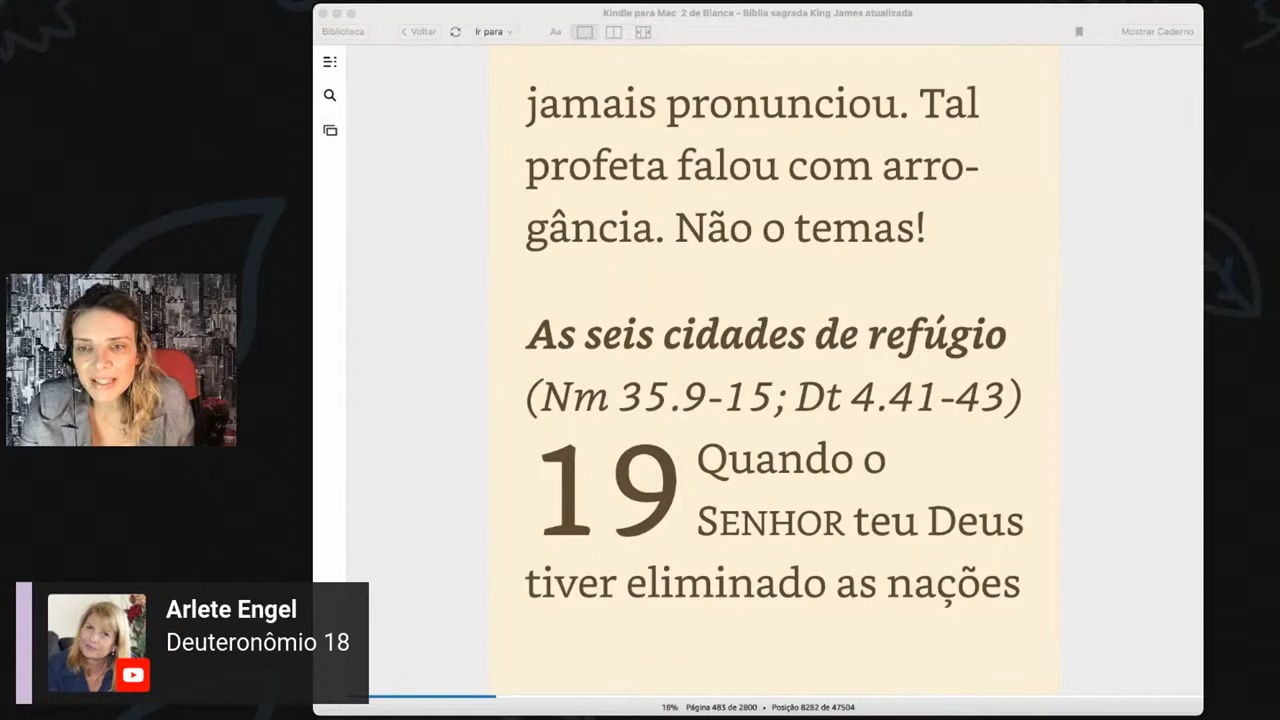 Kindle para Mac 2 de Bianca - Bíblia sagrada King James atualizada
Biblioteca
Voltar
Ir para
Aa
Mostrar Caderno
jamais pronunciou. Tal
profeta falou com arro-
gância. Não o temas!
As seis cidades de refúgio
(Nm 35.9-15; Dt 4.41-43)
19 Quando o
SENHOR teu Deus
tiver eliminado as nações
Arlete Engel
Deuteronômio 18
18% Página 483 de 2800 • Posição 8282 de 47504